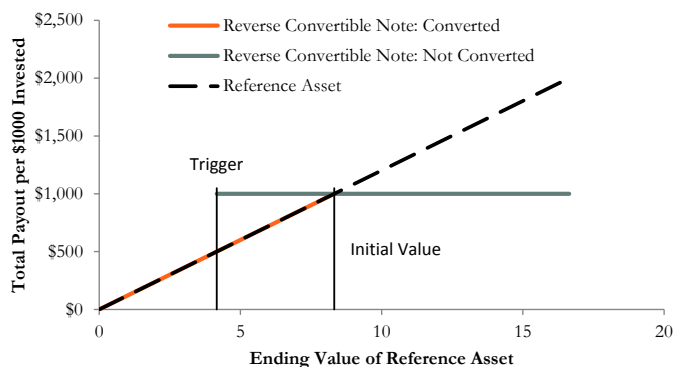 $2,500
$2,000
$1,500
$1,000
$500
$0
Total Payout per $1000 Invested
Reverse Convertible Note: Converted
Reverse Convertible Note: Not Converted
Reference Asset
Trigger
Initial Value
0 5 10 15 20
Ending Value of Reference Asset